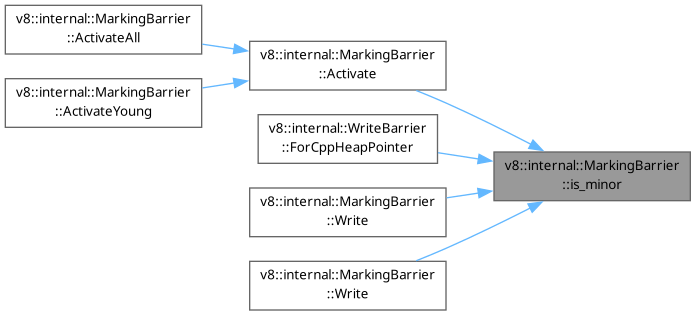 v8::internal::MarkingBarrier
::ActivateAll
v8::internal::MarkingBarrier
::ActivateYoung
v8::internal::MarkingBarrier
::Activate
v8::internal::WriteBarrier
::ForCppHeapPointer
v8::internal::MarkingBarrier
::Write
v8::internal::MarkingBarrier
::Write
v8::internal::MarkingBarrier
::is_minor